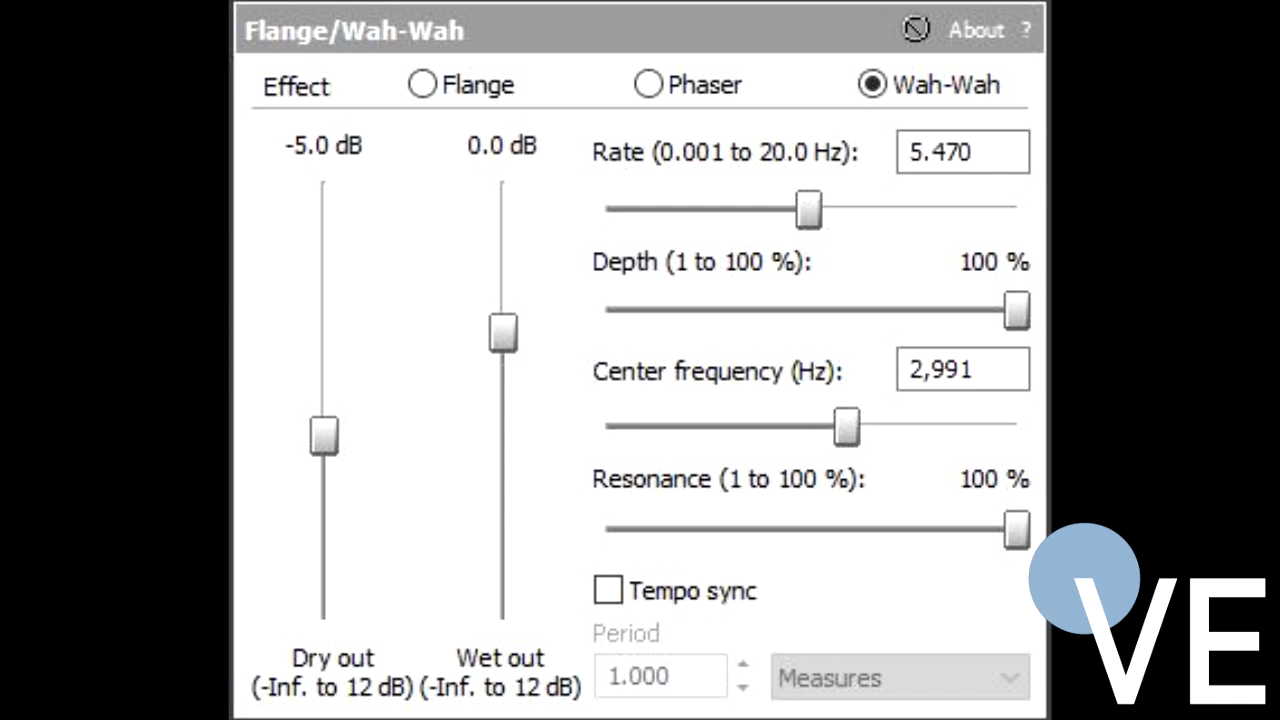 Flange/Wah-Wah About ?
Effect Flange Phaser Wah-Wah
-5.0 dB 0.0 dB
Rate (0.001 to 20.0 Hz): 5.470
Depth (1 to 100 %): 100 %
Center frequency (Hz): 2,991
Resonance (1 to 100 %): 100 %
Tempo sync
Period
1.000 Measures
Dry out Wet out
(-Inf. to 12 dB) (-Inf. to 12 dB)
VE